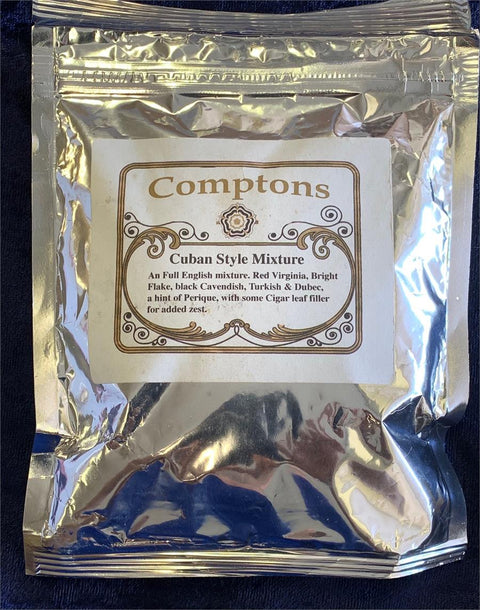 Comptons
Cuban Style Mixture
An Full English mixture. Red Virginia, Bright
Flake, black Cavendish, Turkish & Dubec,
a hint of Perique, with some Cigar leaf filler
for added zest.